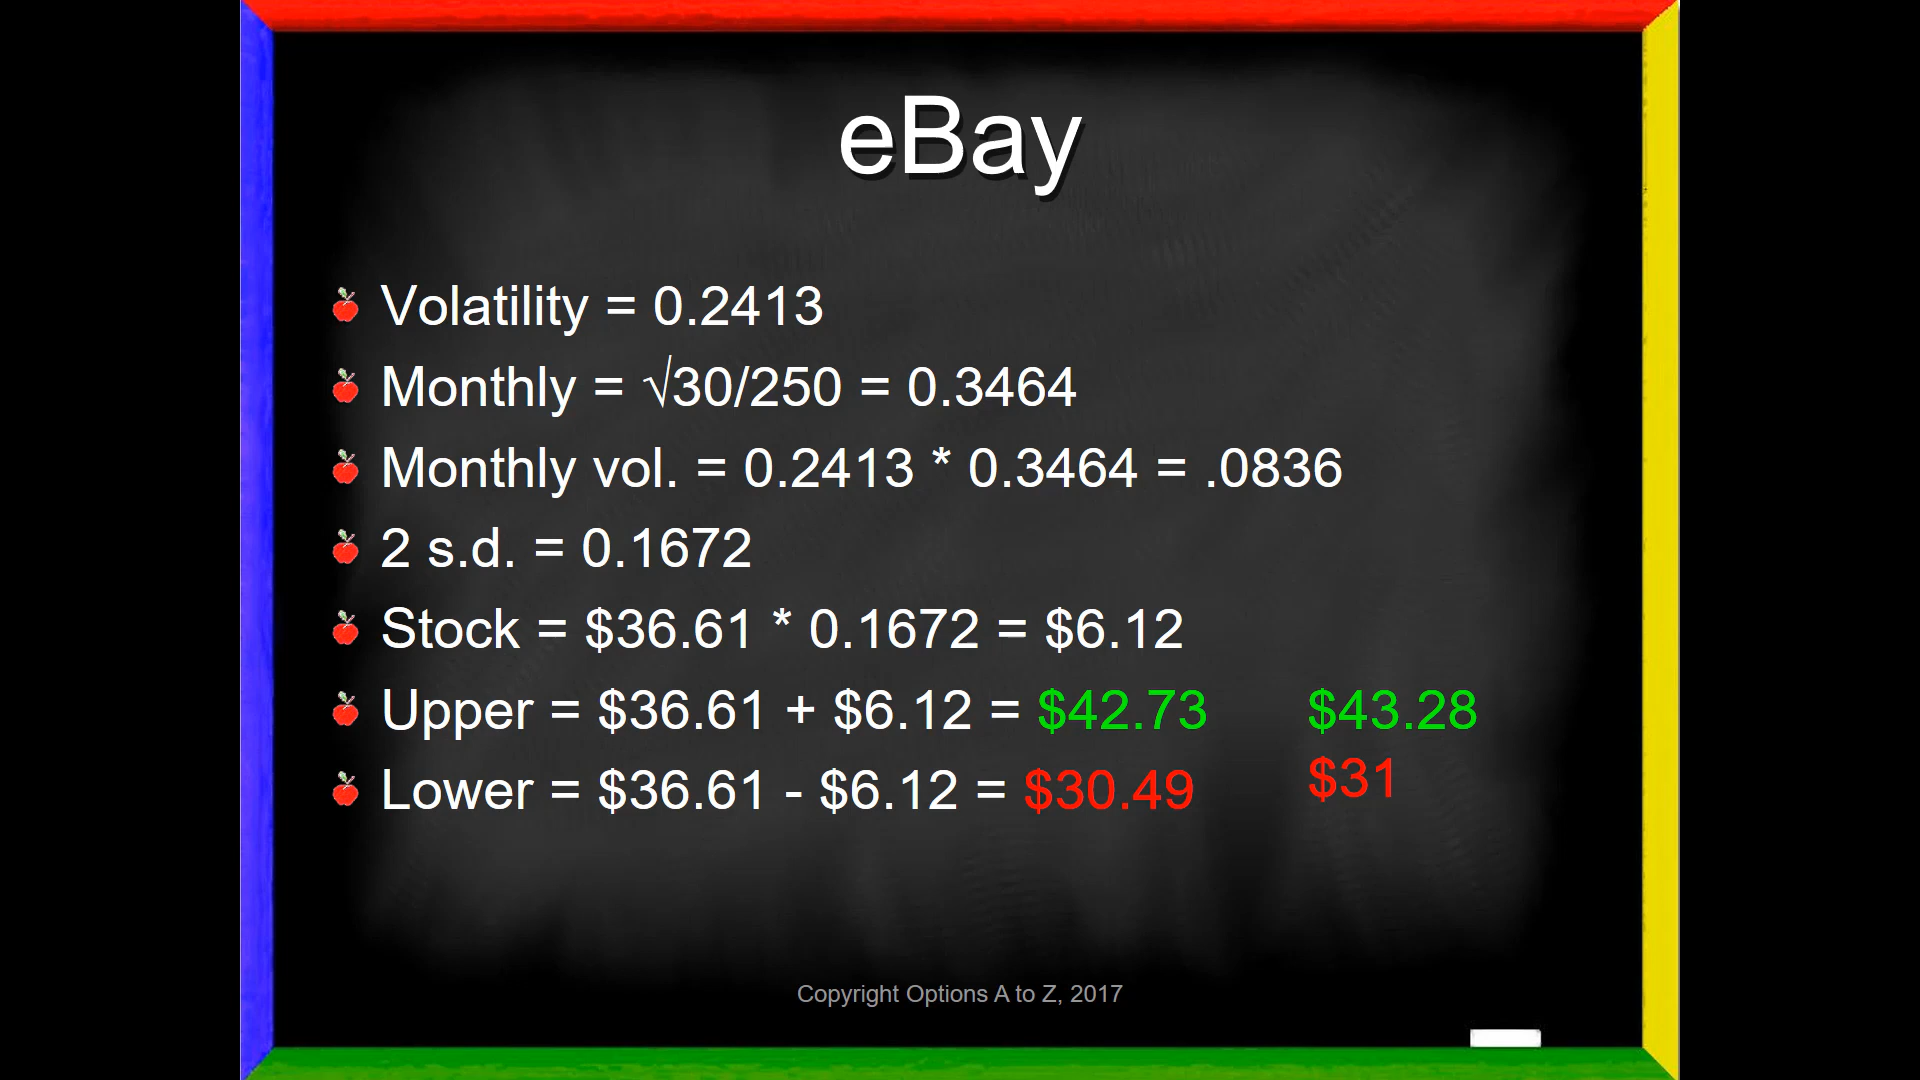 eBay
Volatility = 0.2413
Monthly = √30/250 = 0.3464
Monthly vol. = 0.2413 * 0.3464 = .0836
2 s.d. = 0.1672
Stock = $36.61 * 0.1672 = $6.12
Upper = $36.61 + $6.12 = $42.73 $43.28
Lower = $36.61 - $6.12 = $30.49 $31
Copyright Options A to Z, 2017